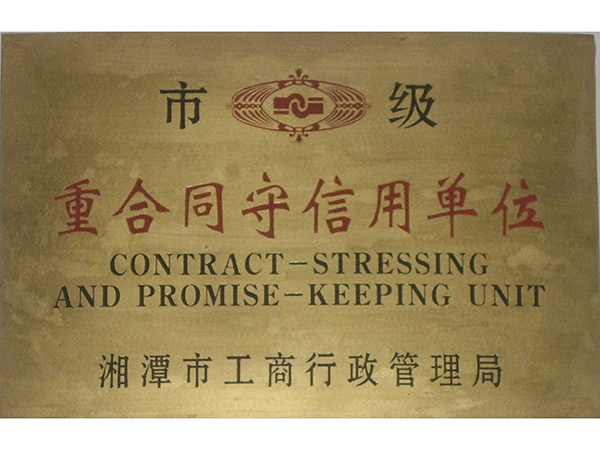 市 级
重合同守信用单位
CONTRACT-STRESSING
AND PROMISE-KEEPING UNIT
湘潭市工商行政管理局